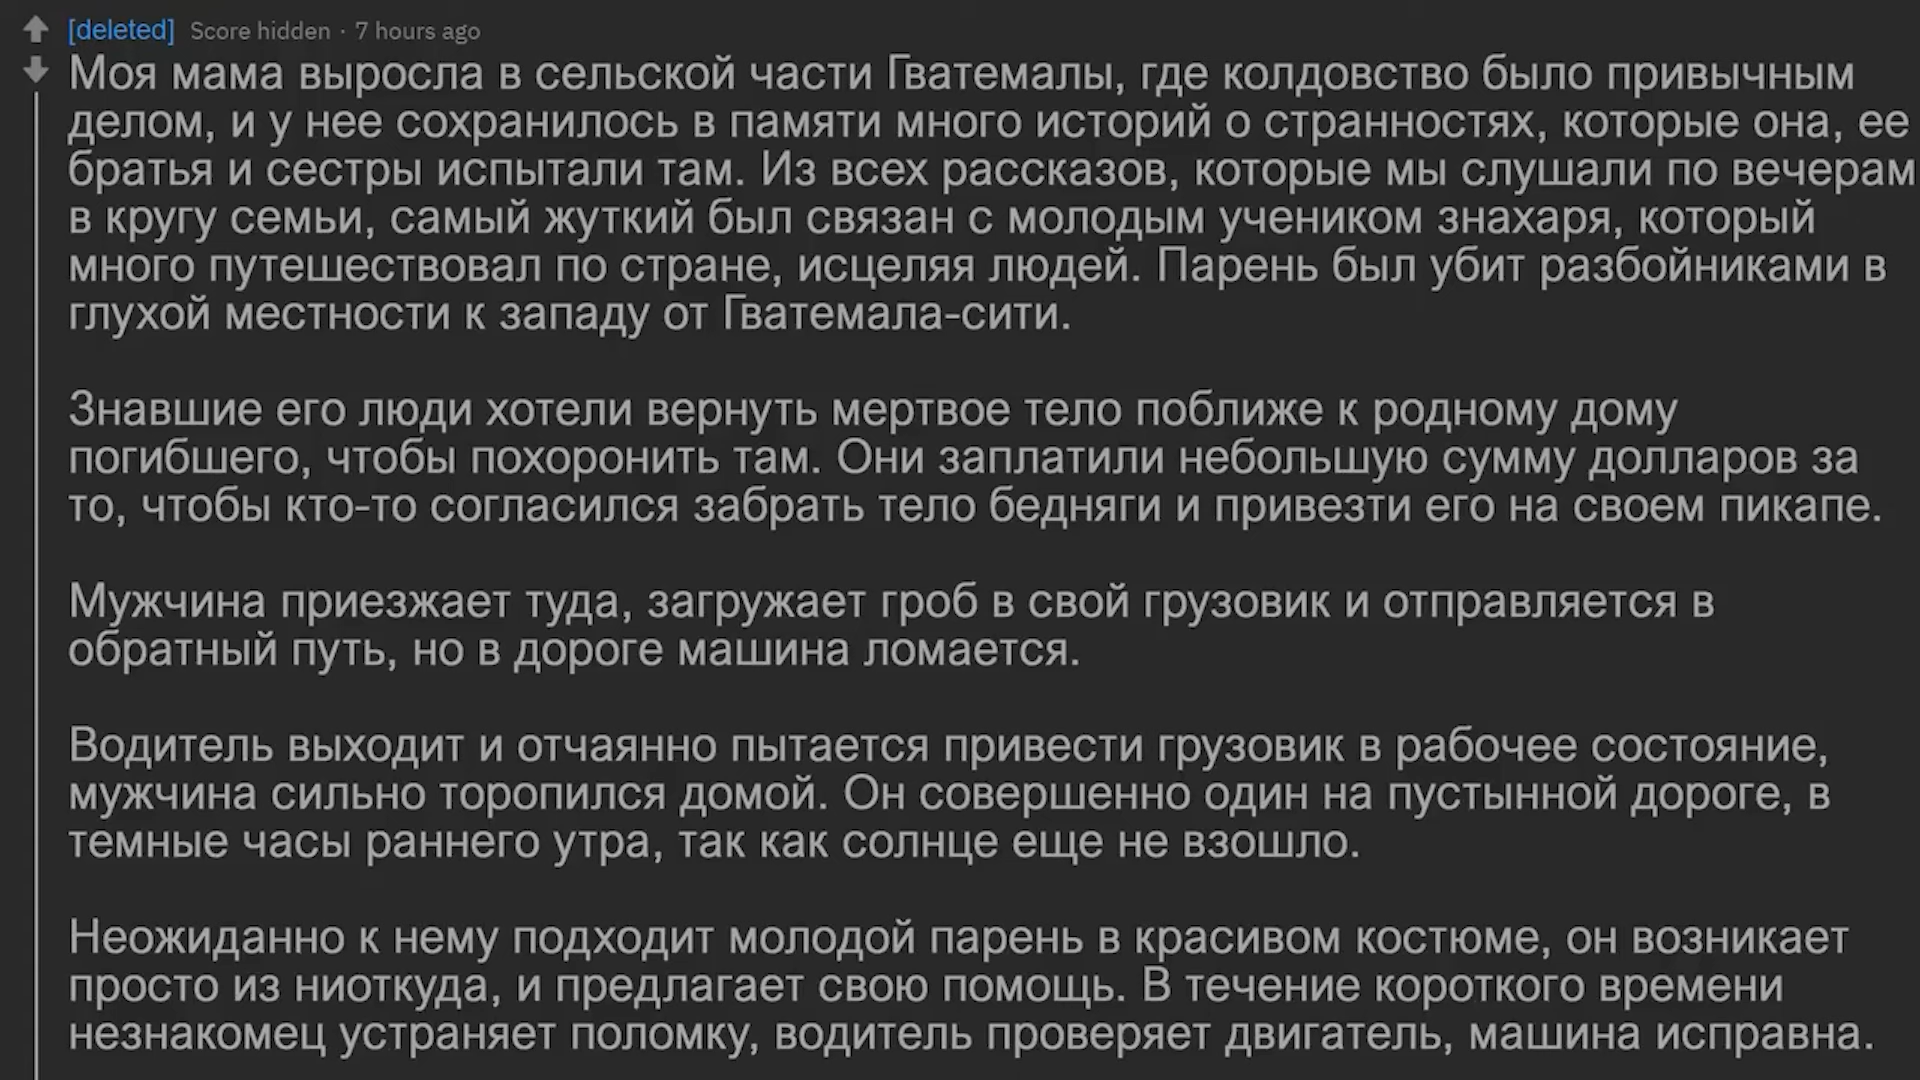 [deleted] Score hidden · 7 hours ago
Моя мама выросла в сельской части Гватемалы, где колдовство было привычным
делом, и у нее сохранилось в памяти много историй о странностях, которые она, ее
братья и сестры испытали там. Из всех рассказов, которые мы слушали по вечерам
в кругу семьи, самый жуткий был связан с молодым учеником знахаря, который
много путешествовал по стране, исцеляя людей. Парень был убит разбойниками в
глухой местности к западу от Гватемала-сити.
Знавшие его люди хотели вернуть мертвое тело поближе к родному дому
погибшего, чтобы похоронить там. Они заплатили небольшую сумму долларов за
то, чтобы кто-то согласился забрать тело бедняги и привезти его на своем пикапе.
Мужчина приезжает туда, загружает гроб в свой грузовик и отправляется в
обратный путь, но в дороге машина ломается.
Водитель выходит и отчаянно пытается привести грузовик в рабочее состояние,
мужчина сильно торопился домой. Он совершенно один на пустынной дороге, в
темные часы раннего утра, так как солнце еще не взошло.
Неожиданно к нему подходит молодой парень в красивом костюме, он возникает
просто из ниоткуда, и предлагает свою помощь. В течение короткого времени
незнакомец устраняет поломку, водитель проверяет двигатель, машина исправна.